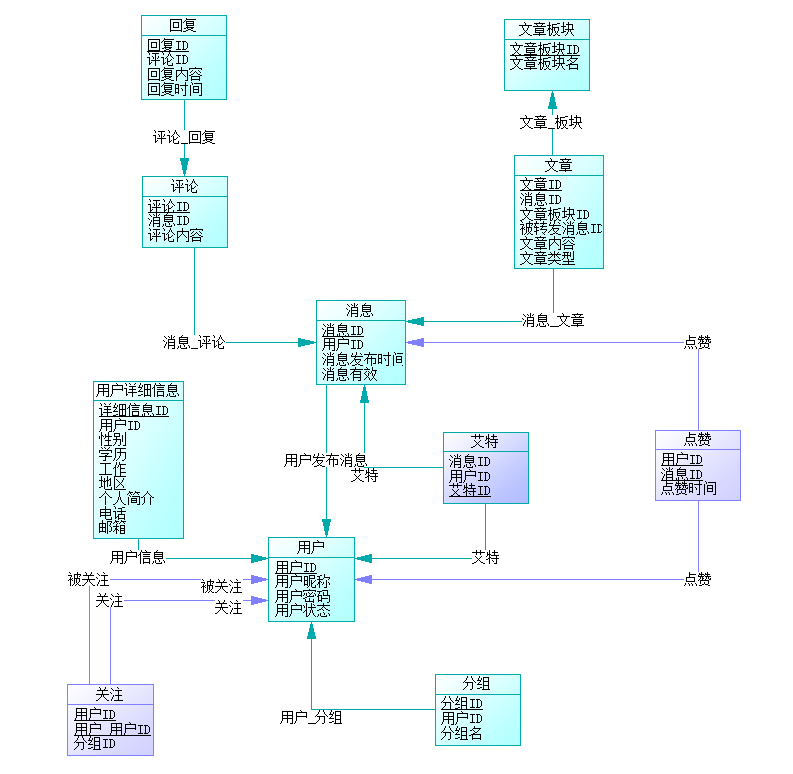 回复
回复ID
评论ID
回复内容
回复时间
文章板块
文章板块ID
文章板块名
文章_板块
评论_回复
文章
文章ID
消息ID
文章板块ID
被转发消息ID
文章内容
文章类型
评论
评论ID
消息ID
评论内容
消息
消息ID
用户ID
消息发布时间
消息有效
消息_文章
消息_评论
点赞
用户详细信息
详细信息ID
用户ID
性别
学历
工作
地区
个人简介
电话
邮箱
艾特
消息ID
用户ID
艾特ID
点赞
用户ID
消息ID
点赞时间
用户发布消息
艾特
用户
用户ID
用户昵称
用户密码
用户状态
用户信息
艾特
被关注
被关注
点赞
关注
关注
关注
用户ID
用户_用户ID
分组ID
分组
分组ID
用户ID
分组名
用户_分组